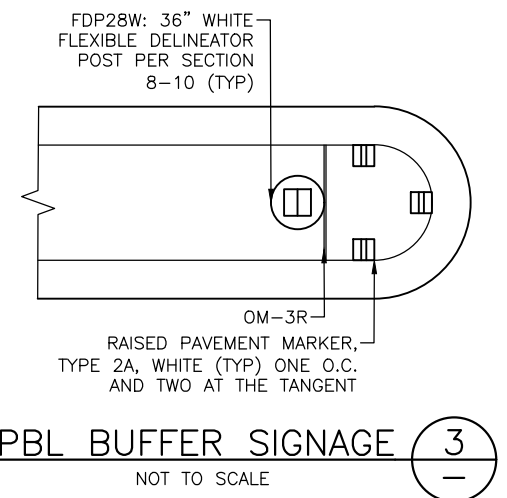 FDP28W: 36" WHITE
FLEXIBLE DELINEATOR
POST PER SECTION
8-10 (TYP)
OM-3R
RAISED PAVEMENT MARKER,
TYPE 2A, WHITE (TYP) ONE O.C.
AND TWO AT THE TANGENT
PBL BUFFER SIGNAGE
3
NOT TO SCALE
-